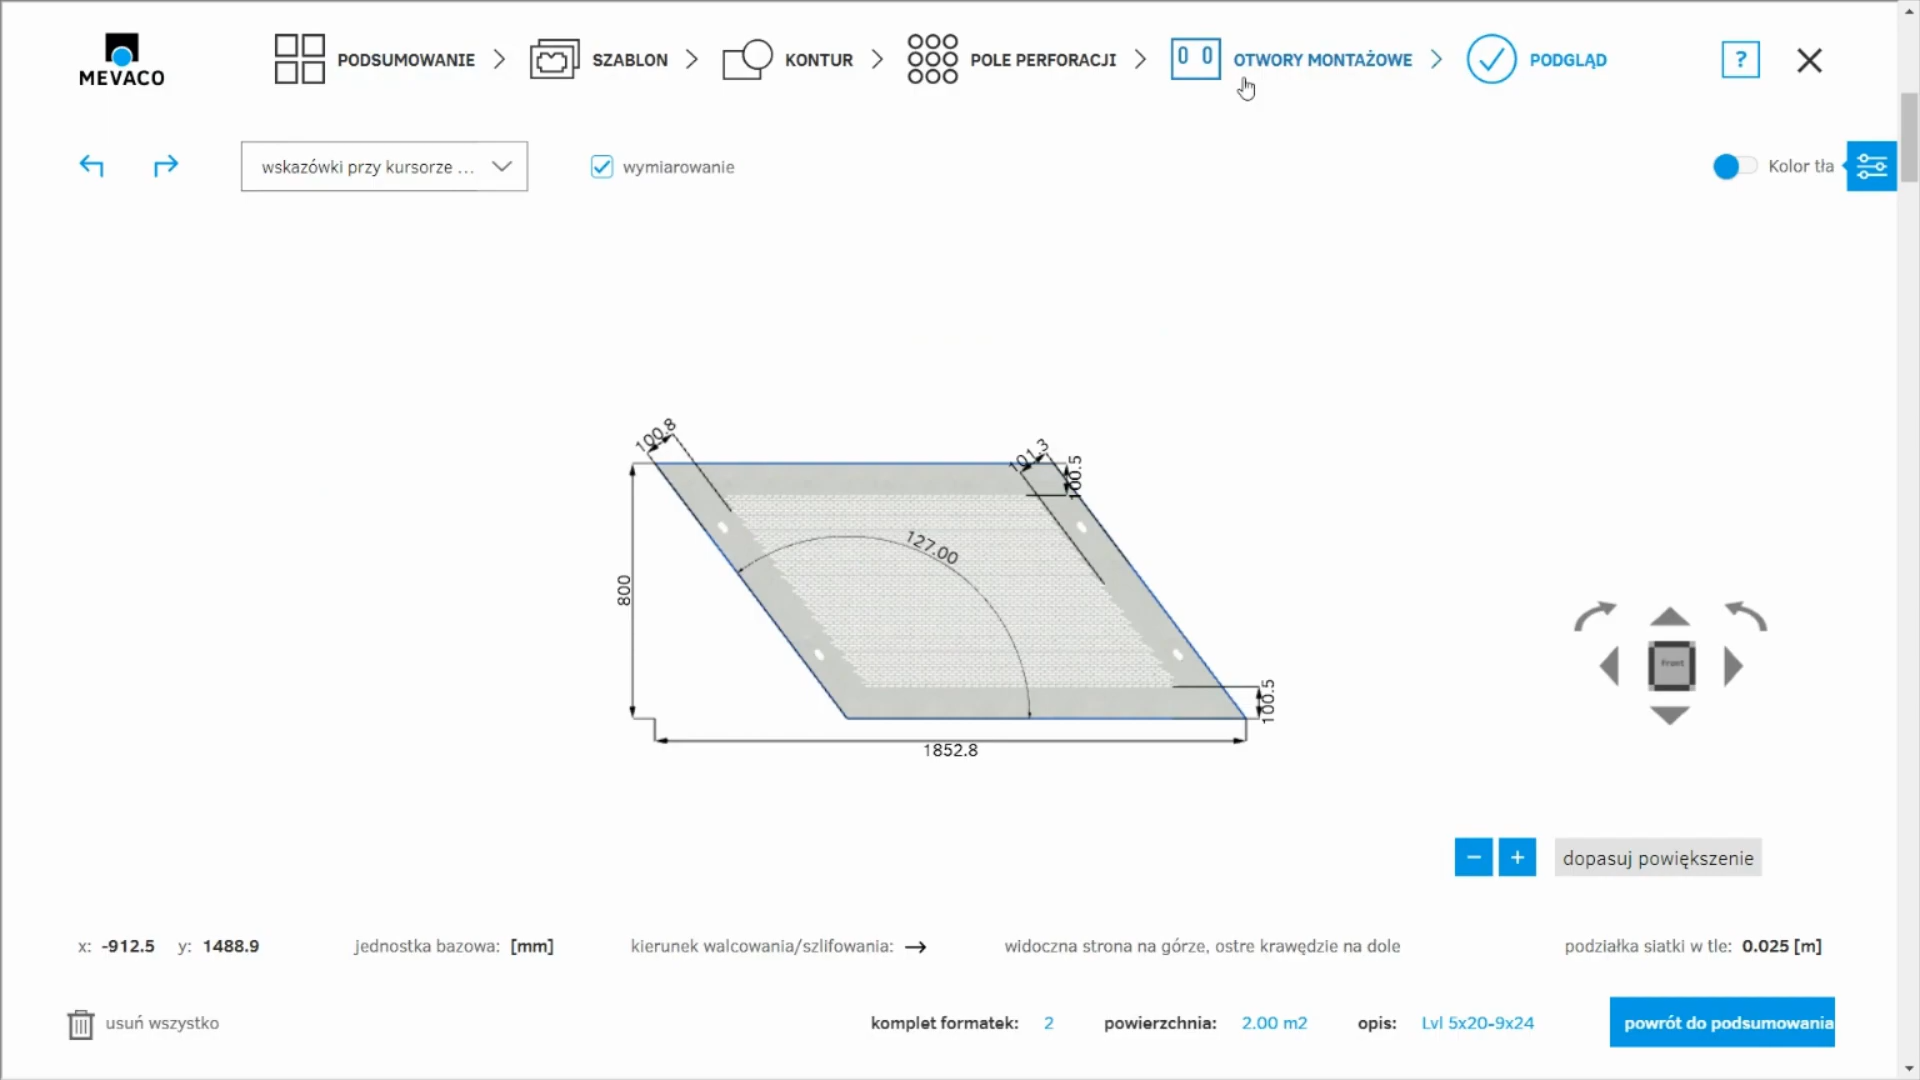 MEVACO
PODSUMOWANIE
SZABLON
KONTUR
POLE PERFORACJI
OTWORY MONTAŻOWE
PODGLĄD
?
wskazówki przy kursorze ...
wymiarowanie
Kolor tła
100.8
101.3
100.5
127.00
800
100.5
1852.8
front
dopasuj powiększenie
x: -912.5 y: 1488.9 jednostka bazowa: [mm] kierunek walcowania/szlifowania: → widoczna strona na górze, ostre krawędzie na dole podziałka siatki w tle: 0.025 [m]
usuń wszystko komplet formatek: 2 powierzchnia: 2.00 m2 opis: Lvl 5x20-9x24 powrót do podsumowania